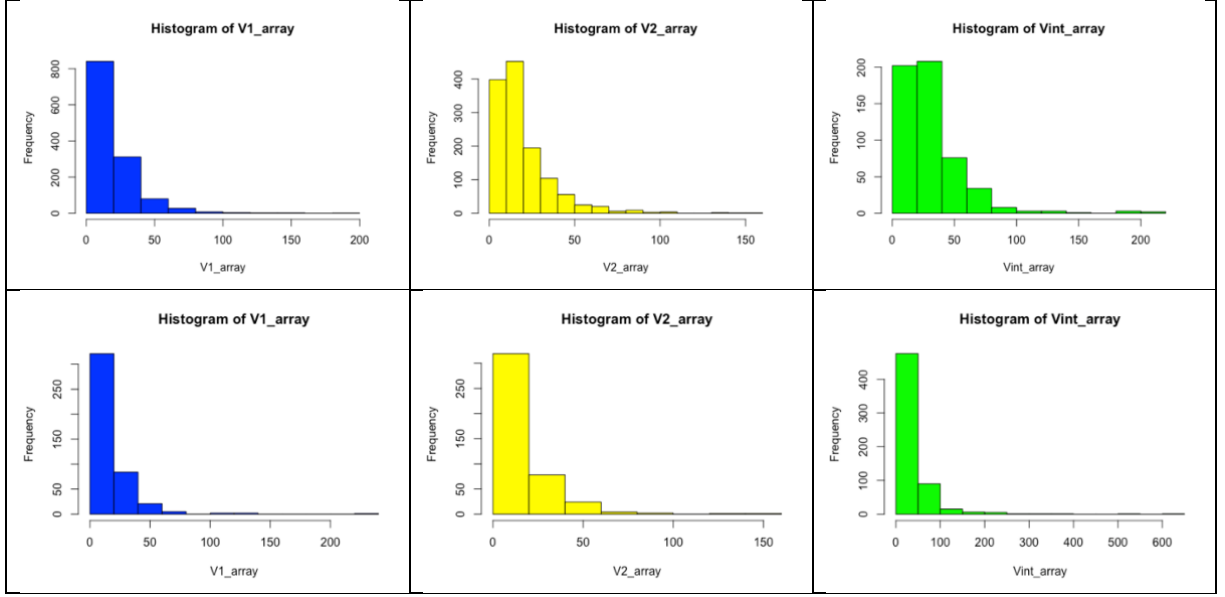 Histogram of V1_array
Frequency
0 200 400 600 800
0 50 100 150 200
V1_array
Histogram of V2_array
Frequency
0 100 200 300 400
0 50 100 150
V2_array
Histogram of Vint_array
Frequency
0 50 100 150 200
0 50 100 150 200
Vint_array
Histogram of V1_array
Frequency
0 50 150 250
0 50 100 150 200
V1_array
Histogram of V2_array
Frequency
0 50 150 250
0 50 100 150
V2_array
Histogram of Vint_array
Frequency
0 100 200 300 400
0 100 200 300 400 500 600
Vint_array